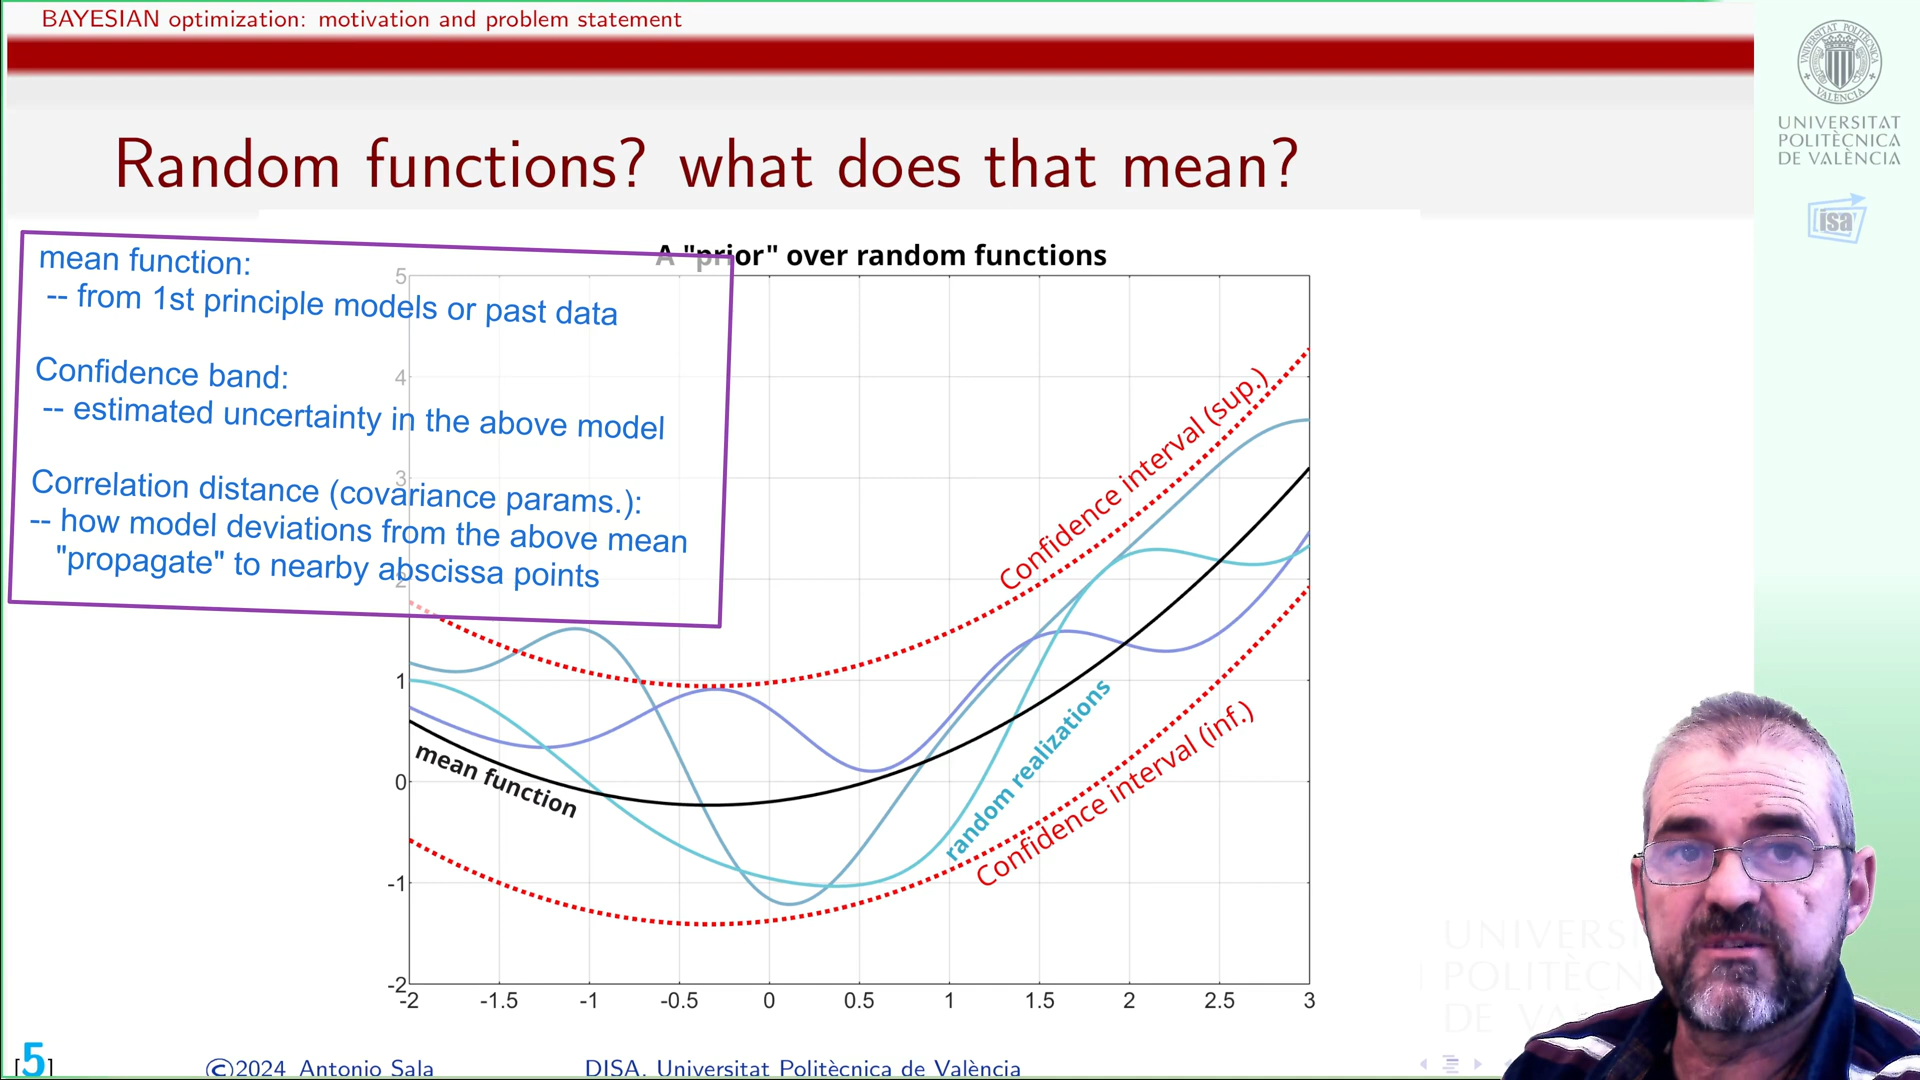 BAYESIAN optimization: motivation and problem statement
UNIVERSITAT
POLITÈCNICA
DE VALÈNCIA
isa
Random functions? what does that mean?
A "prior" over random functions
mean function:
-- from 1st principle models or past data
Confidence band:
-- estimated uncertainty in the above model
Correlation distance (covariance params.):
-- how model deviations from the above mean
"propagate" to nearby abscissa points
5
4
3
2
1
0
-1
-2
-2 -1.5 -1 -0.5 0 0.5 1 1.5 2 2.5 3
Confidence interval (sup.)
mean function
random realizations
Confidence interval (inf.)
UNIVERSI
POLITÈCN
DE VA
[5]
©2024 Antonio Sala
DISA. Universitat Politècnica de València